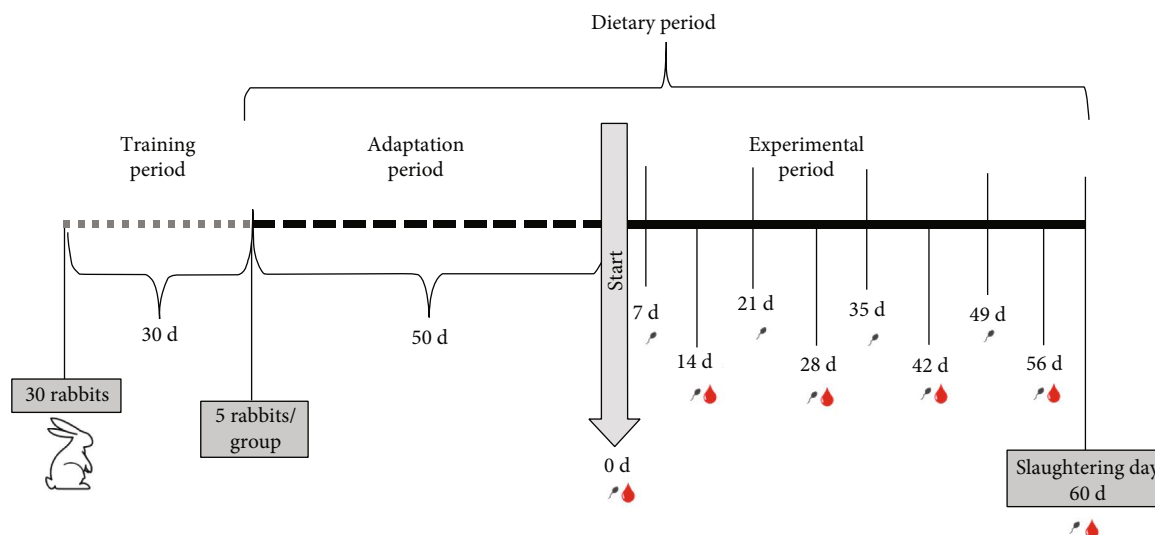 Dietary period
Training
period
Adaptation
period
Experimental
period
Start
30 d
50 d
7 d
14 d
21 d
28 d
35 d
42 d
49 d
56 d
30 rabbits
5 rabbits/
group
0 d
Slaughtering day
60 d